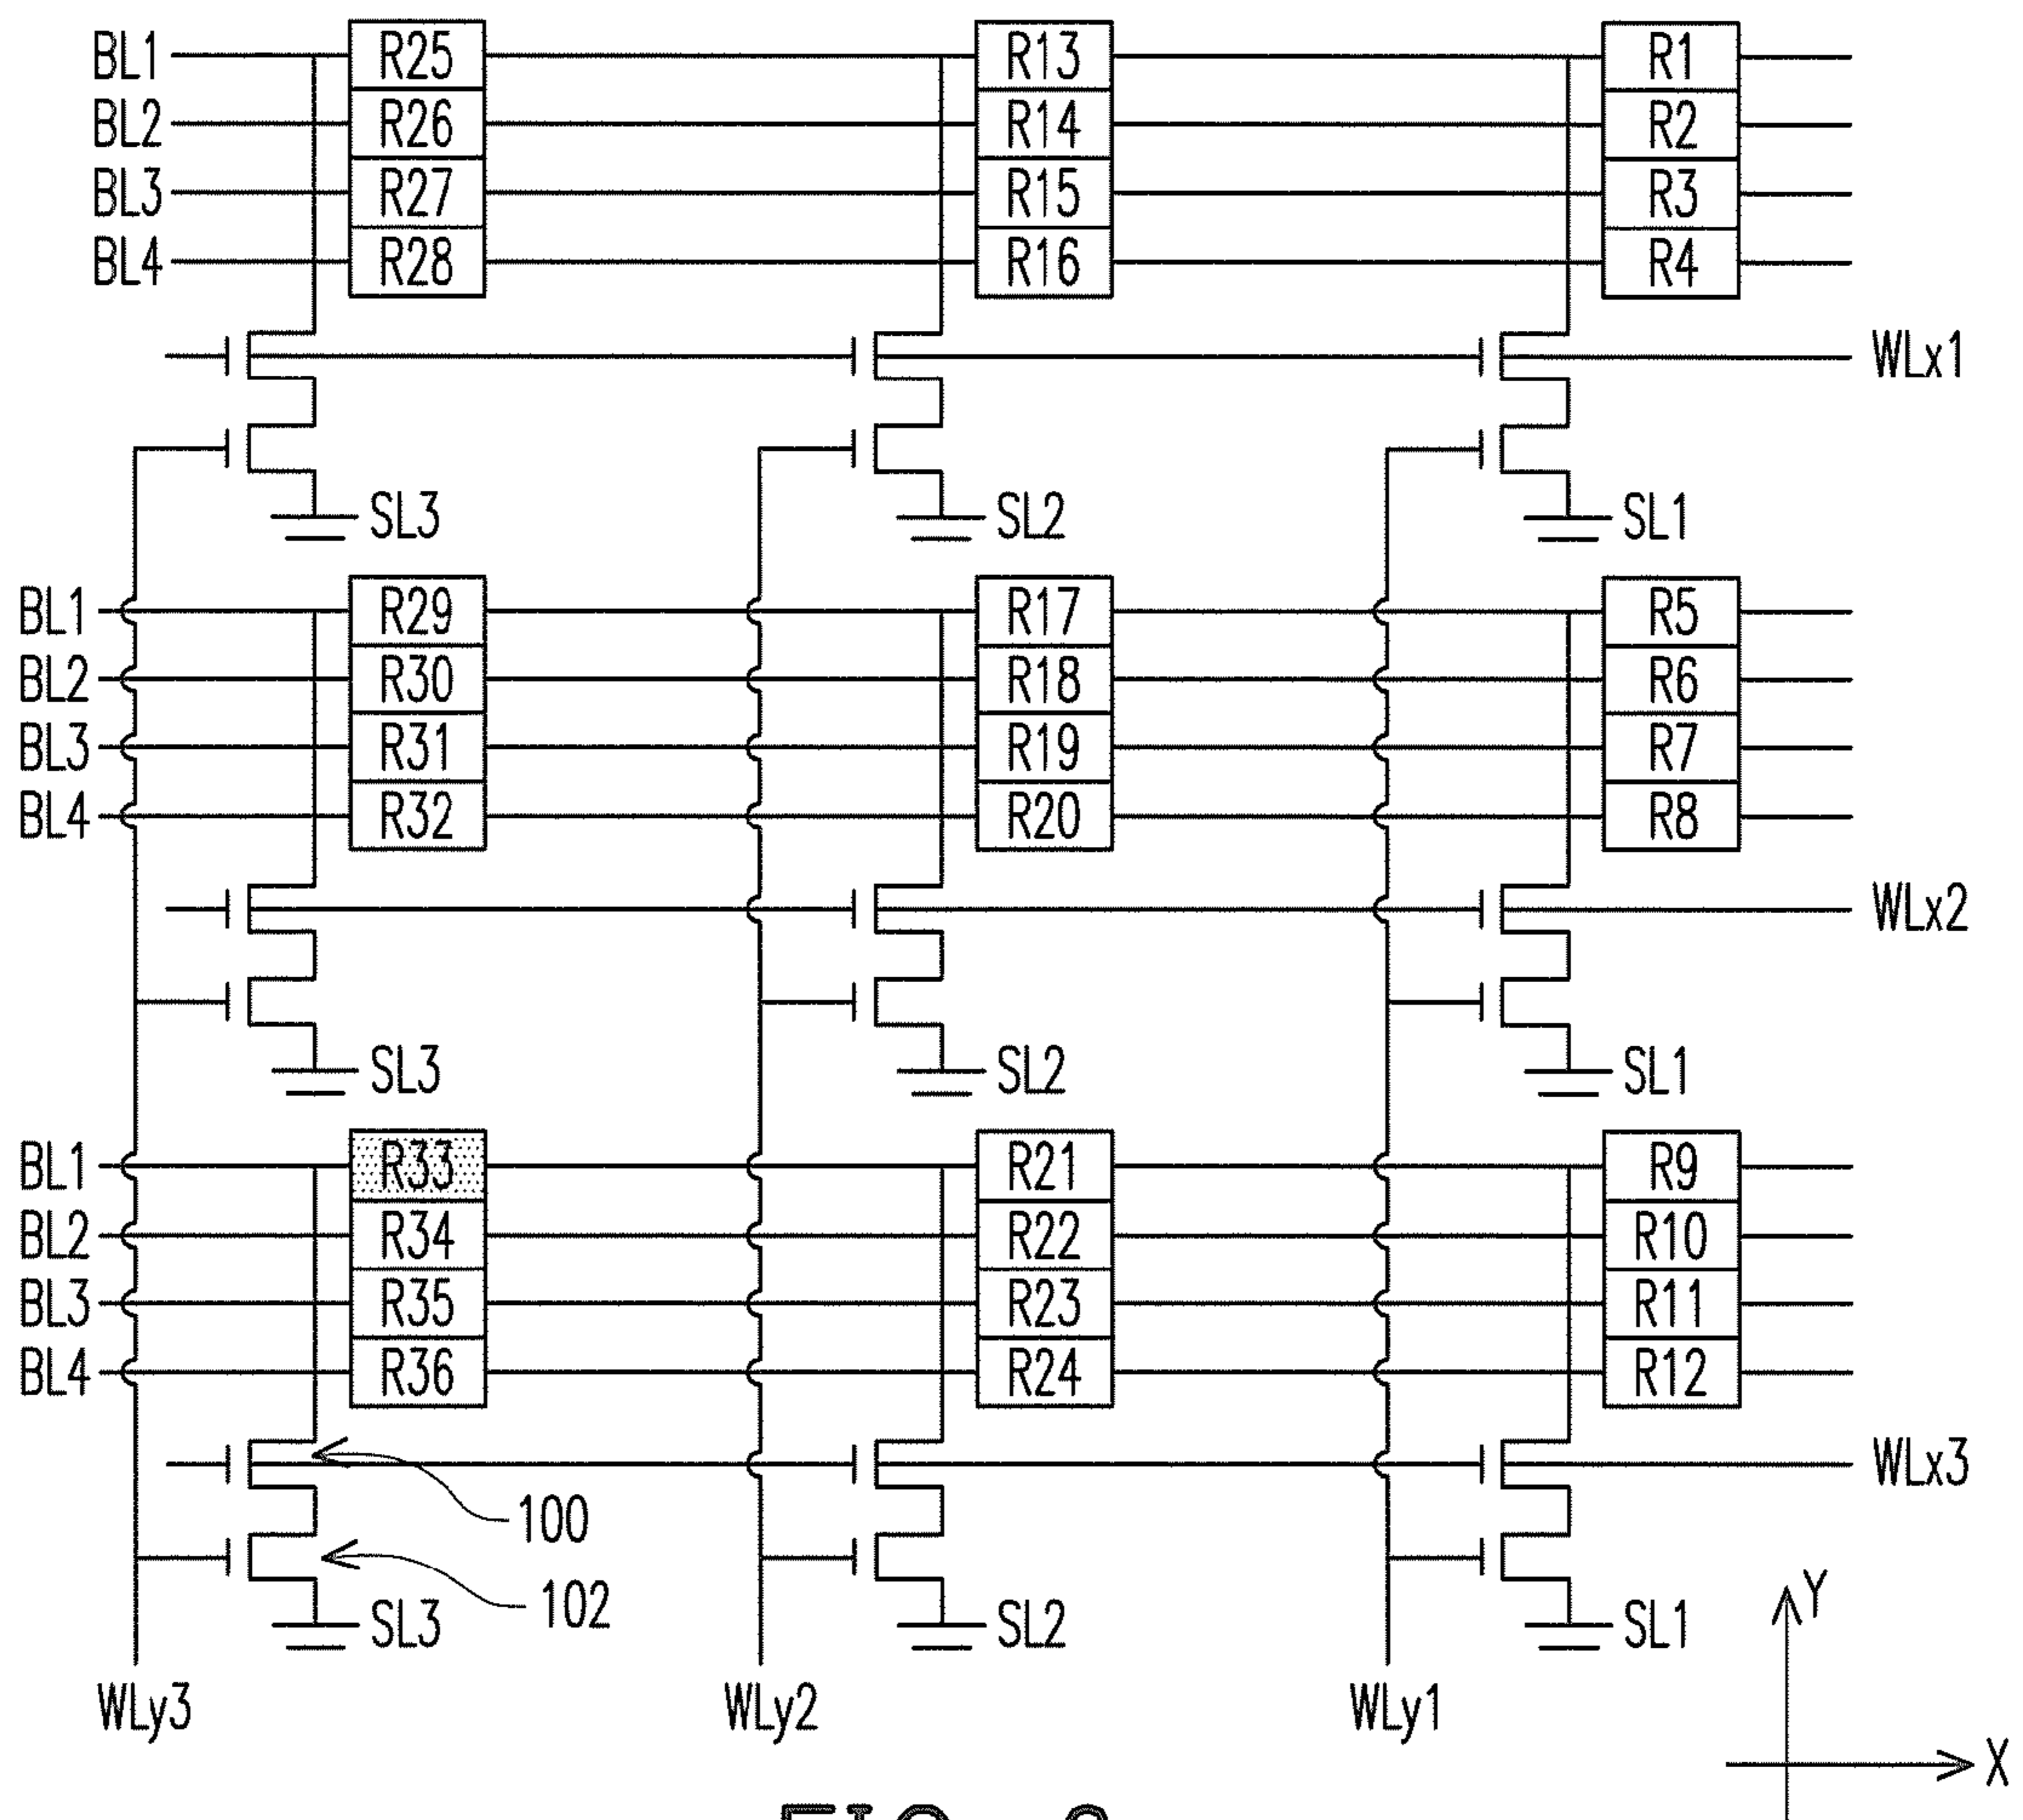 BL1 R25 R13 R1
BL2 R26 R14 R2
BL3 R27 R15 R3
BL4 R28 R16 R4
WLx1
SL3 SL2 SL1
BL1 R29 R17 R5
BL2 R30 R18 R6
BL3 R31 R19 R7
BL4 R32 R20 R8
WLx2
SL3 SL2 SL1
BL1 R33 R21 R9
BL2 R34 R22 R10
BL3 R35 R23 R11
BL4 R36 R24 R12
WLx3
100
102
SL3 SL2 SL1
Y
WLy3 WLy2 WLy1
X